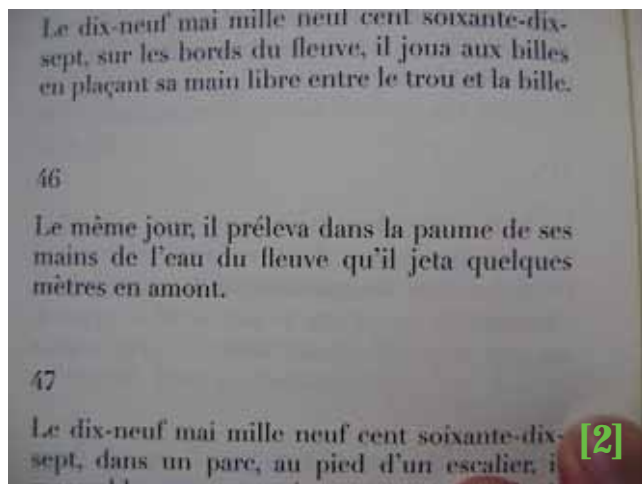 Le dix-neuf mai mille neuf cent soixante-dix-
sept, sur les bords du fleuve, il joua aux billes
en plaçant sa main libre entre le trou et la bille.
46
Le même jour, il préleva dans la paume de ses
mains de l'eau du fleuve qu'il jeta quelques
mètres en amont.
47
Le dix-neuf mai mille neuf cent soixante-dix-
[2]
sept, dans un parc, au pied d'un escalier,